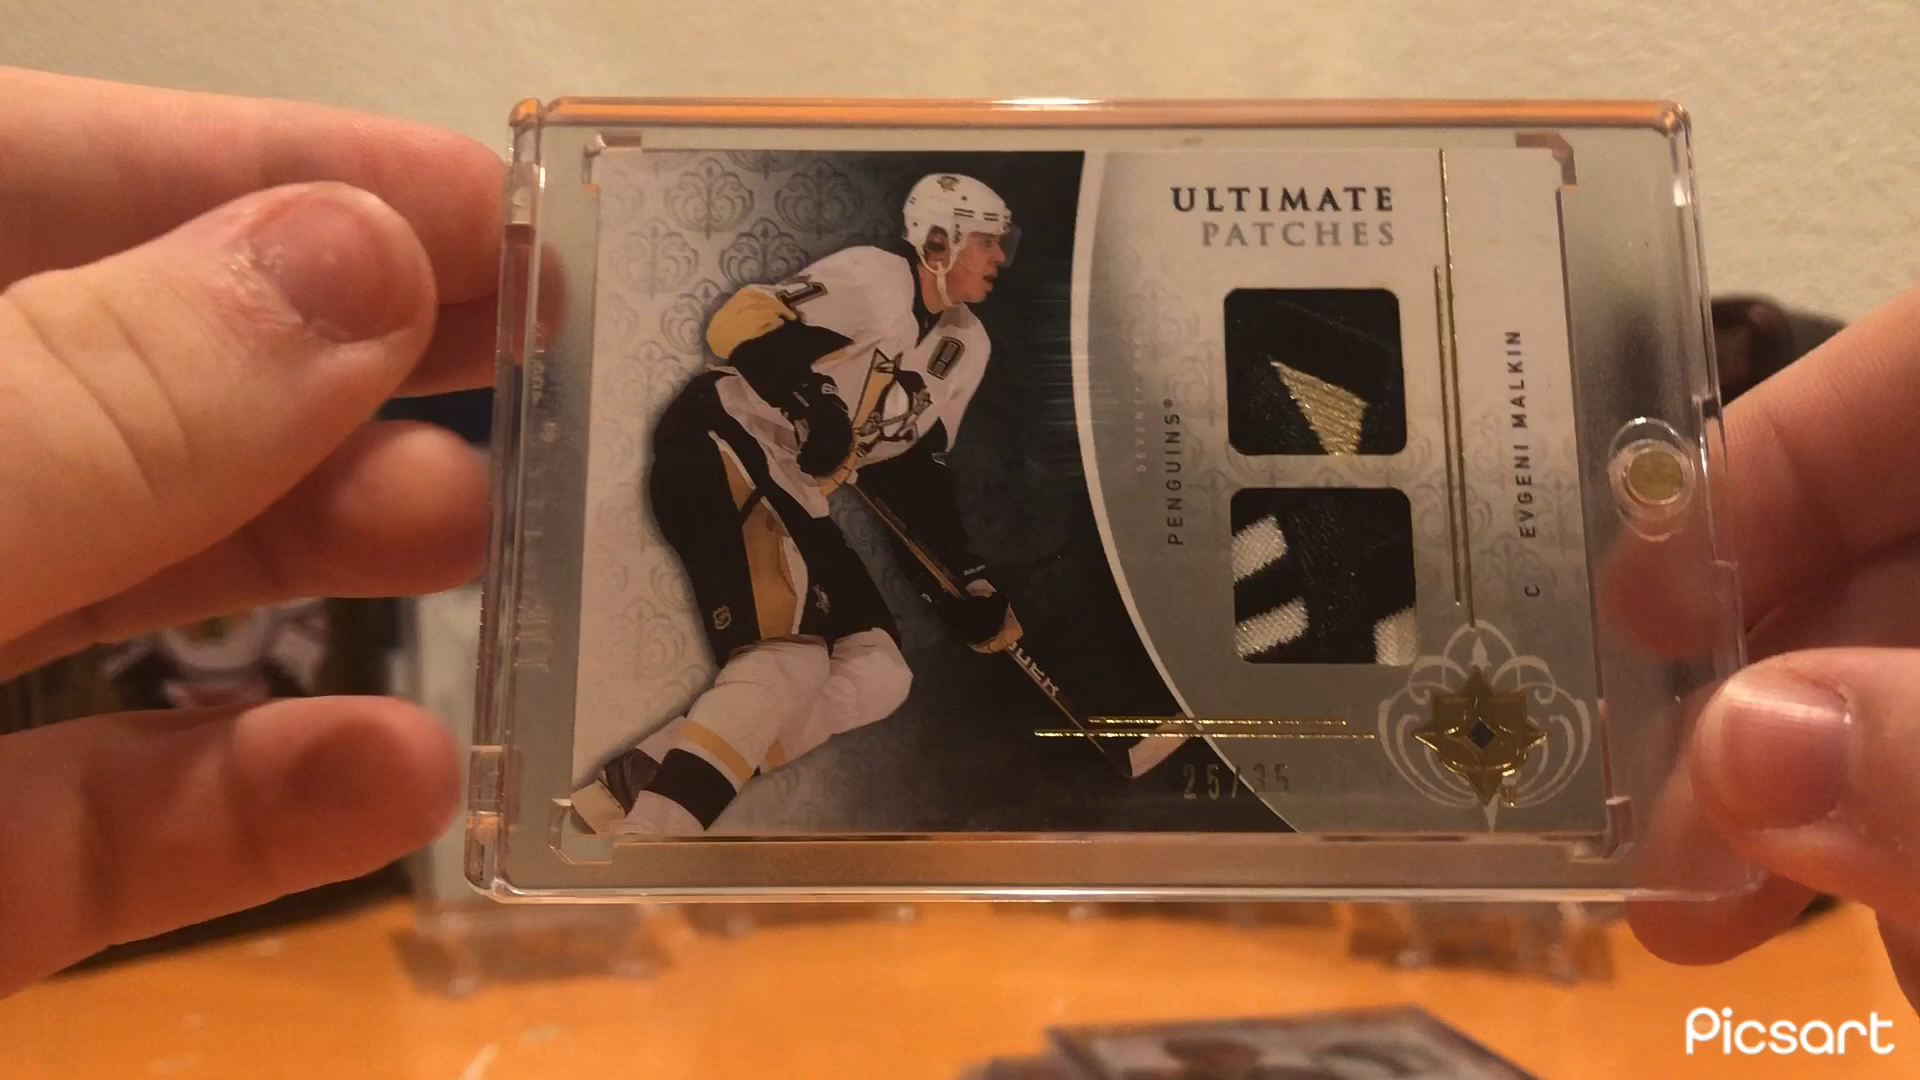 ULTIMATE
PATCHES
PENGUINS®
C EVGENI MALKIN
25/35
Picsart